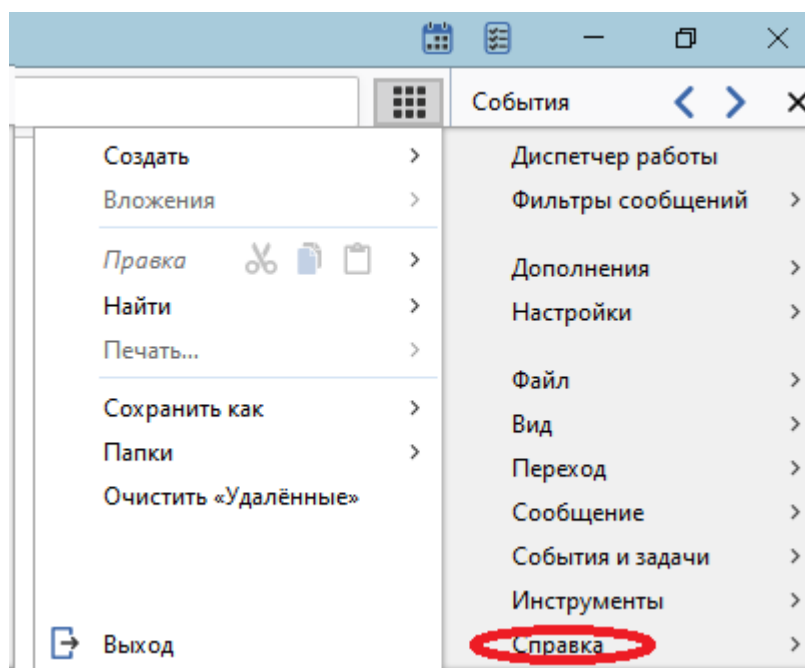 События
Создать
Вложения
Правка
Найти
Печать...
Сохранить как
Папки
Очистить «Удалённые»
Выход
Диспетчер работы
Фильтры сообщений
Дополнения
Настройки
Файл
Вид
Переход
Сообщение
События и задачи
Инструменты
Справка